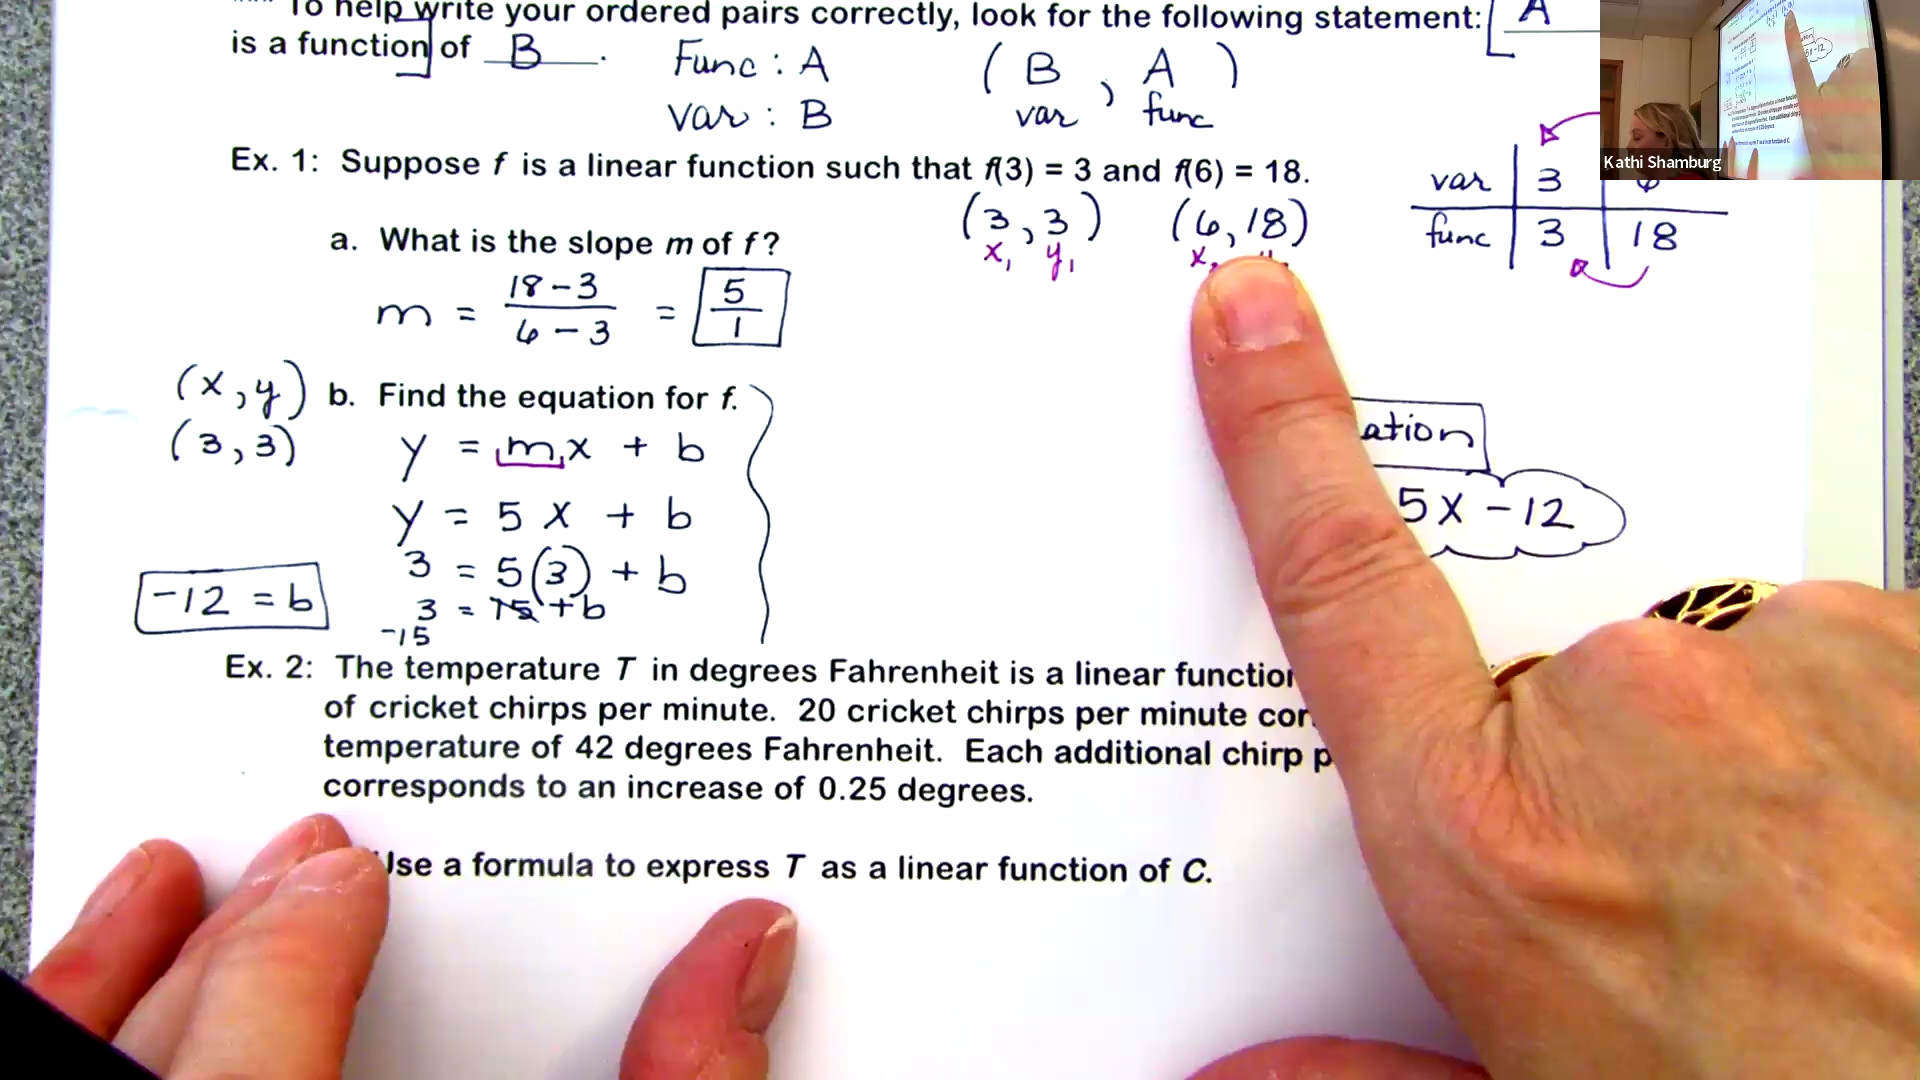 To help write your ordered pairs correctly, look for the following statement: A
is a function of B.
Func : A
var : B
( B , A )
var func
Ex. 1: Suppose f is a linear function such that f(3) = 3 and f(6) = 18.
(3, 3) (6, 18)
x₁ y₁
var 3
func 3 18
a. What is the slope m of f?
m = 18 - 3 / 6 - 3 = 5/1
(x, y)
(3, 3)
b. Find the equation for f.
y = mx + b
y = 5x + b
3 = 5(3) + b
3 = 15 + b
-15
-12 = b
5x - 12
Ex. 2: The temperature T in degrees Fahrenheit is a linear
of cricket chirps per minute. 20 cricket chirps per minute
temperature of 42 degrees Fahrenheit. Each additional chirp
corresponds to an increase of 0.25 degrees.
Use a formula to express T as a linear function of C.
Kathi Shamburg